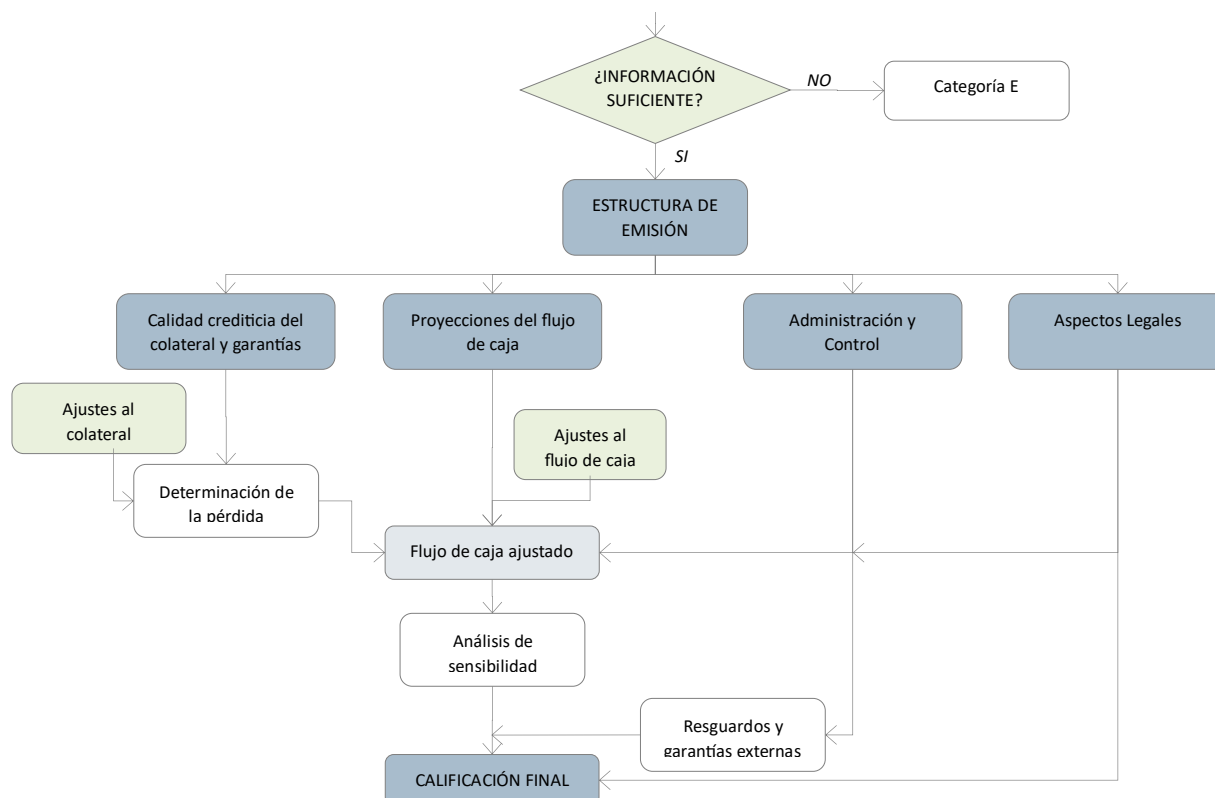 ¿INFORMACIÓN
SUFICIENTE?
NO
Categoría E
SI
ESTRUCTURA DE
EMISIÓN
Calidad crediticia del
colateral y garantías
Proyecciones del flujo
de caja
Administración y
Control
Aspectos Legales
Ajustes al
colateral
Ajustes al
flujo de caja
Determinación de
la pérdida
Flujo de caja ajustado
Análisis de
sensibilidad
Resguardos y
garantías externas
CALIFICACIÓN FINAL